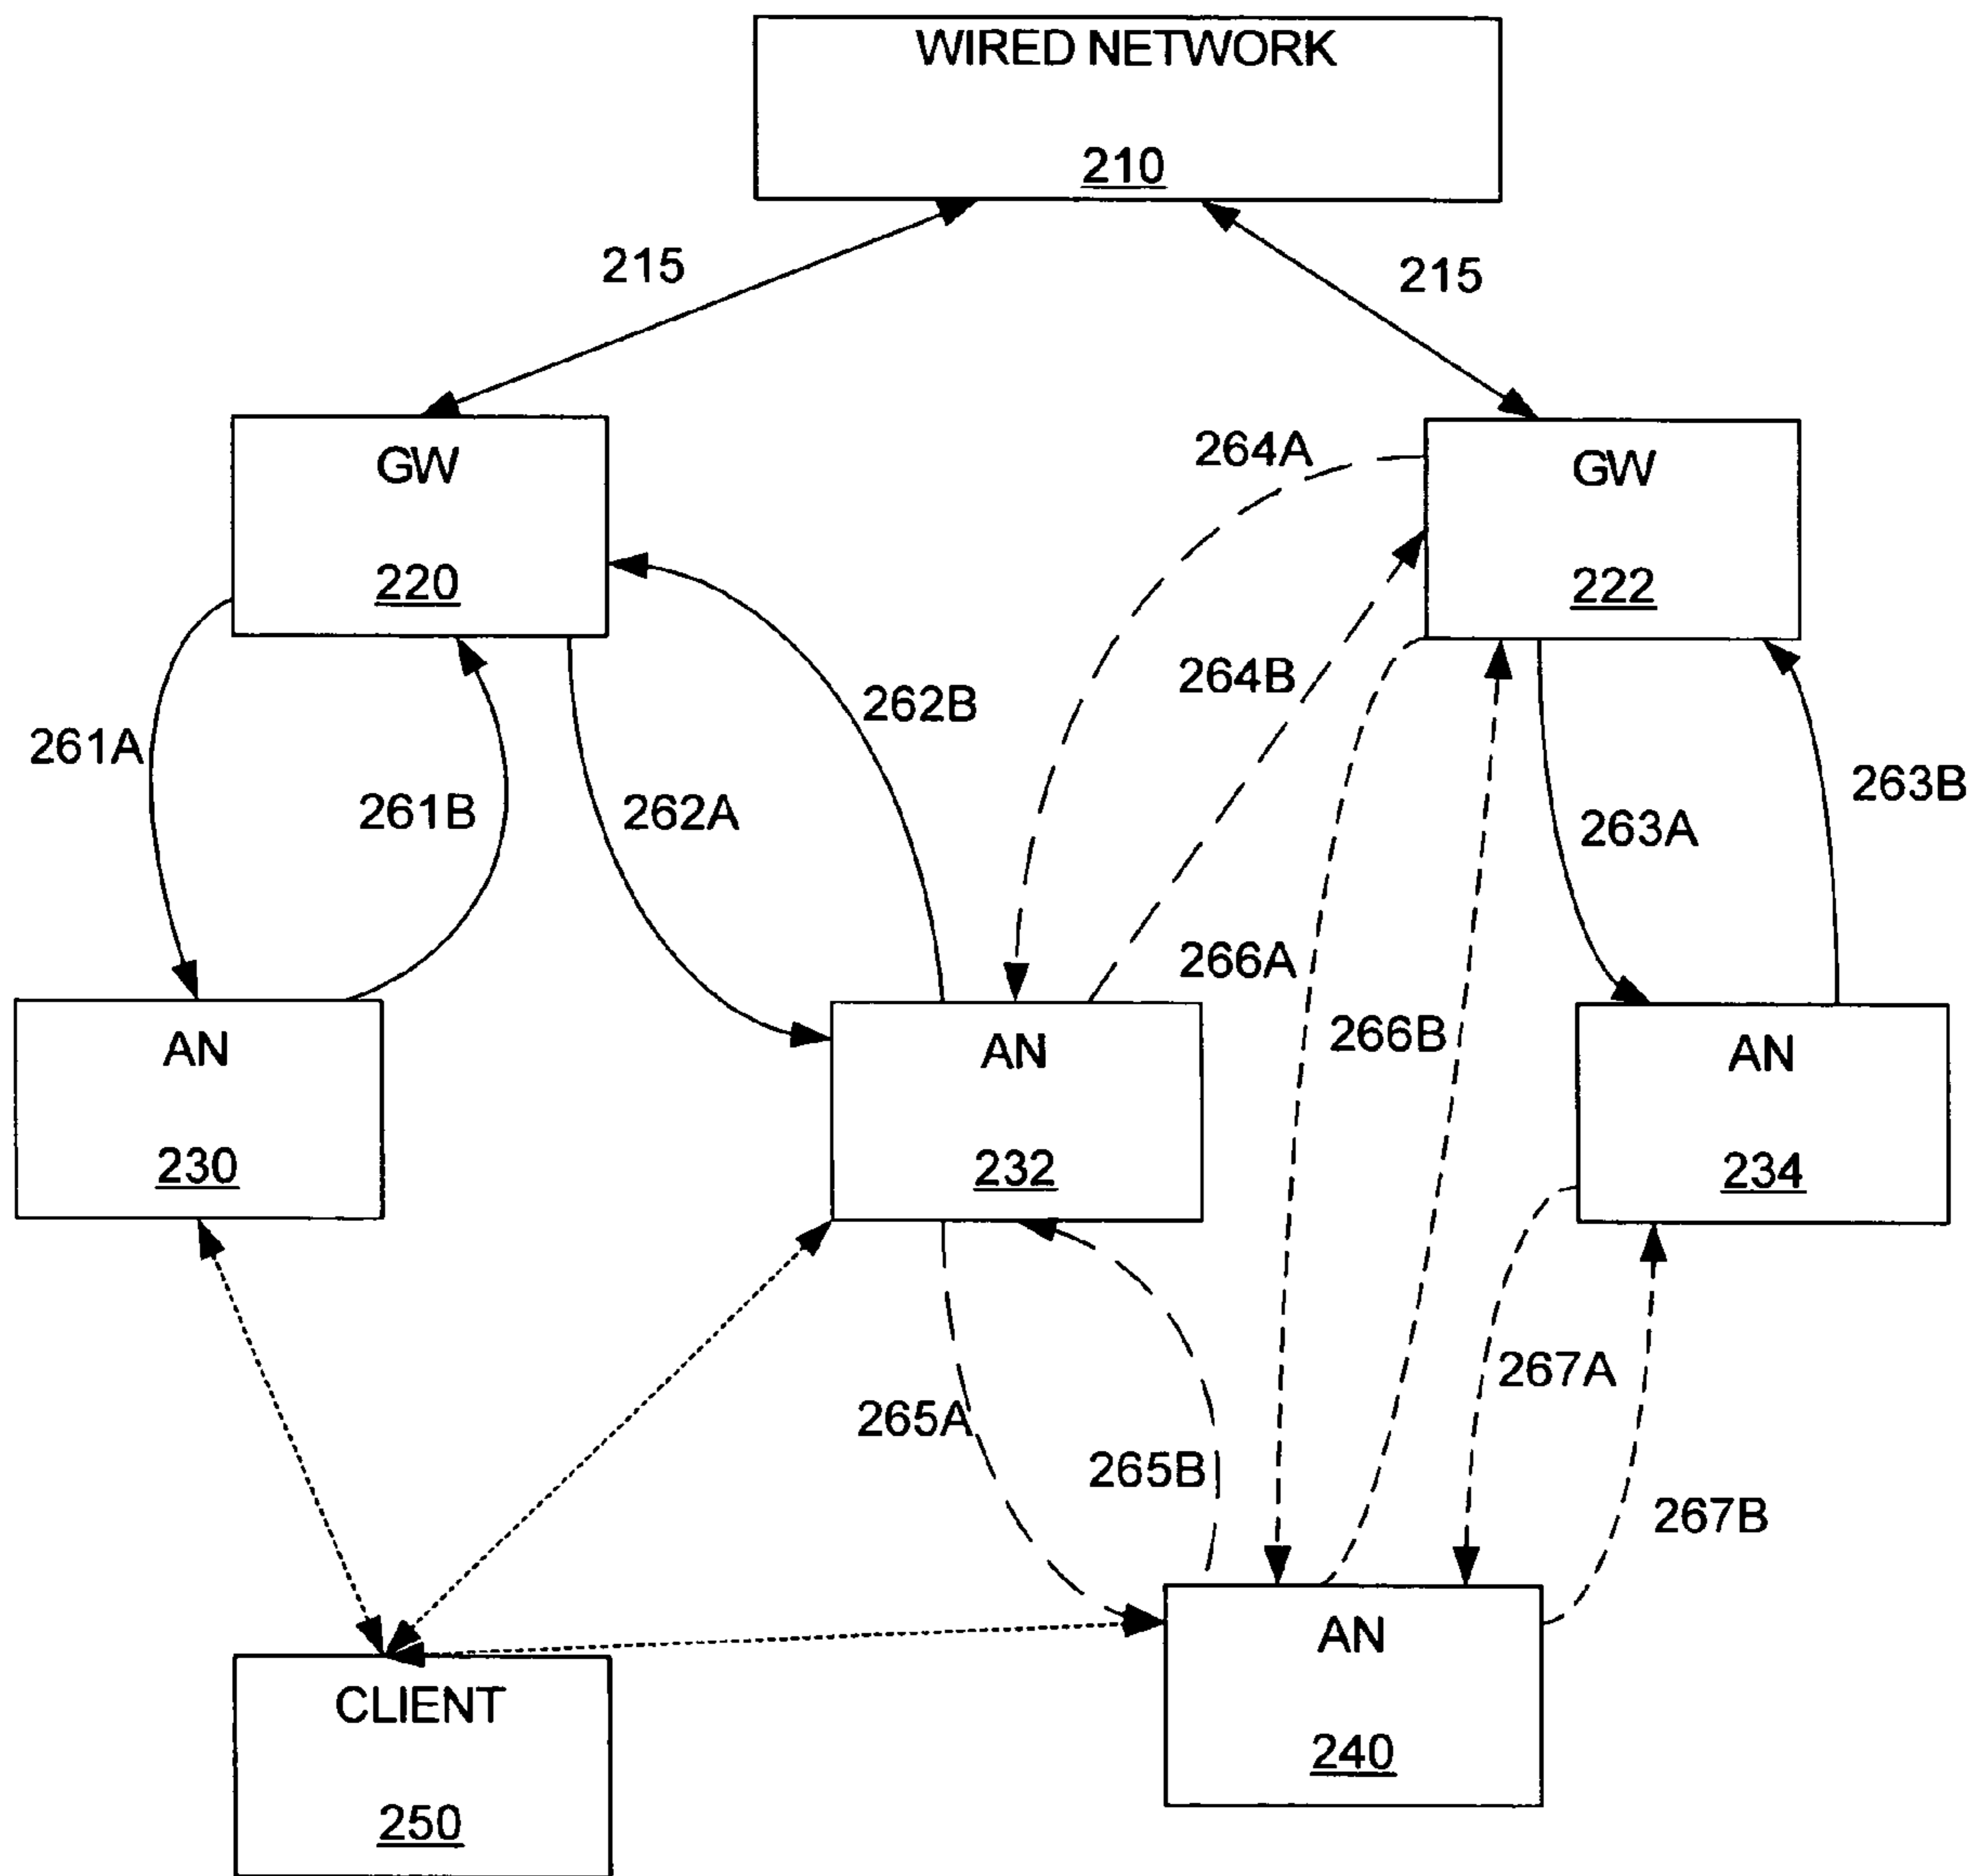 WIRED NETWORK
210
215
215
GW
220
264A
GW
222
264B
262B
261A
261B
262A
263B
263A
266A
266B
AN
230
AN
232
AN
234
267A
265A
265B
267B
AN
240
CLIENT
250